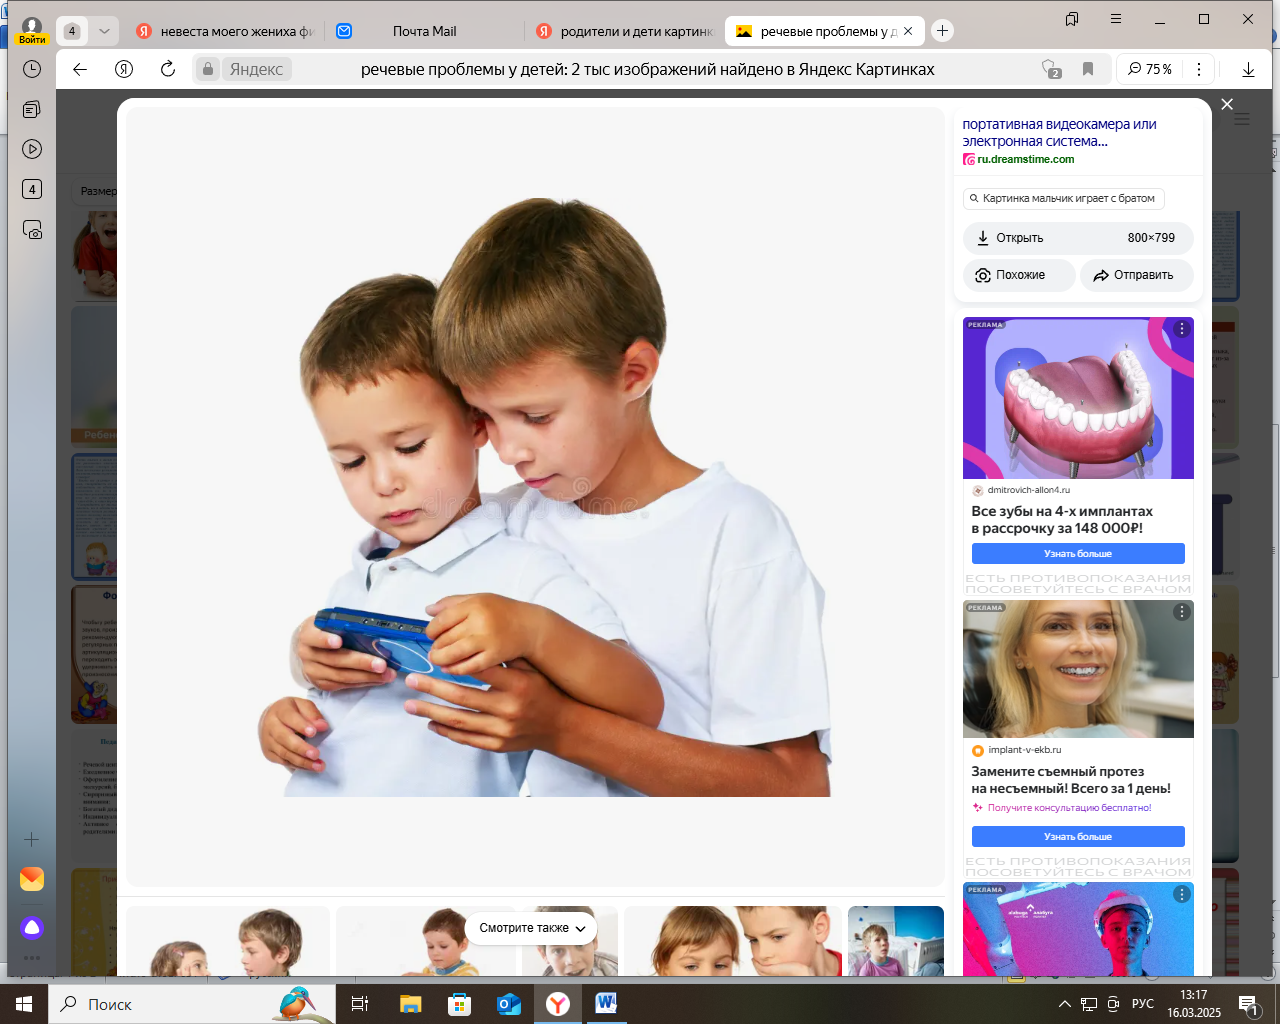 4
невеста моего жениха фи
Почта Mail
родители и дети картинк
речевые проблемы у д
Войти
Яндекс
речевые проблемы у детей: 2 тыс изображений найдено в Яндекс Картинках
2
75 %
4
Размер
Ребен
портативная видеокамера или
электронная система...
ru.dreamstime.com
Картинка мальчик играет с братом
Открыть
800×799
Похожие
Отправить
dreamstime.
РЕКЛАМА
dmitrovich-allon4.ru
Все зубы на 4-х имплантах
в рассрочку за 148 000₽!
Узнать больше
ЕСТЬ ПРОТИВОПОКАЗАНИЯ
ПОСОВЕТУЙТЕСЬ С ВРАЧОМ
РЕКЛАМА
implant-v-ekb.ru
Замените съемный протез
на несъемный! Всего за 1 день!
Получите консультацию бесплатно!
Узнать больше
ЕСТЬ ПРОТИВОПОКАЗАНИЯ
ПОСОВЕТУЙТЕСЬ С ВРАЧОМ
РЕКЛАМА
Смотрите также
Поиск
РУС
13:17
16.03.2025
1